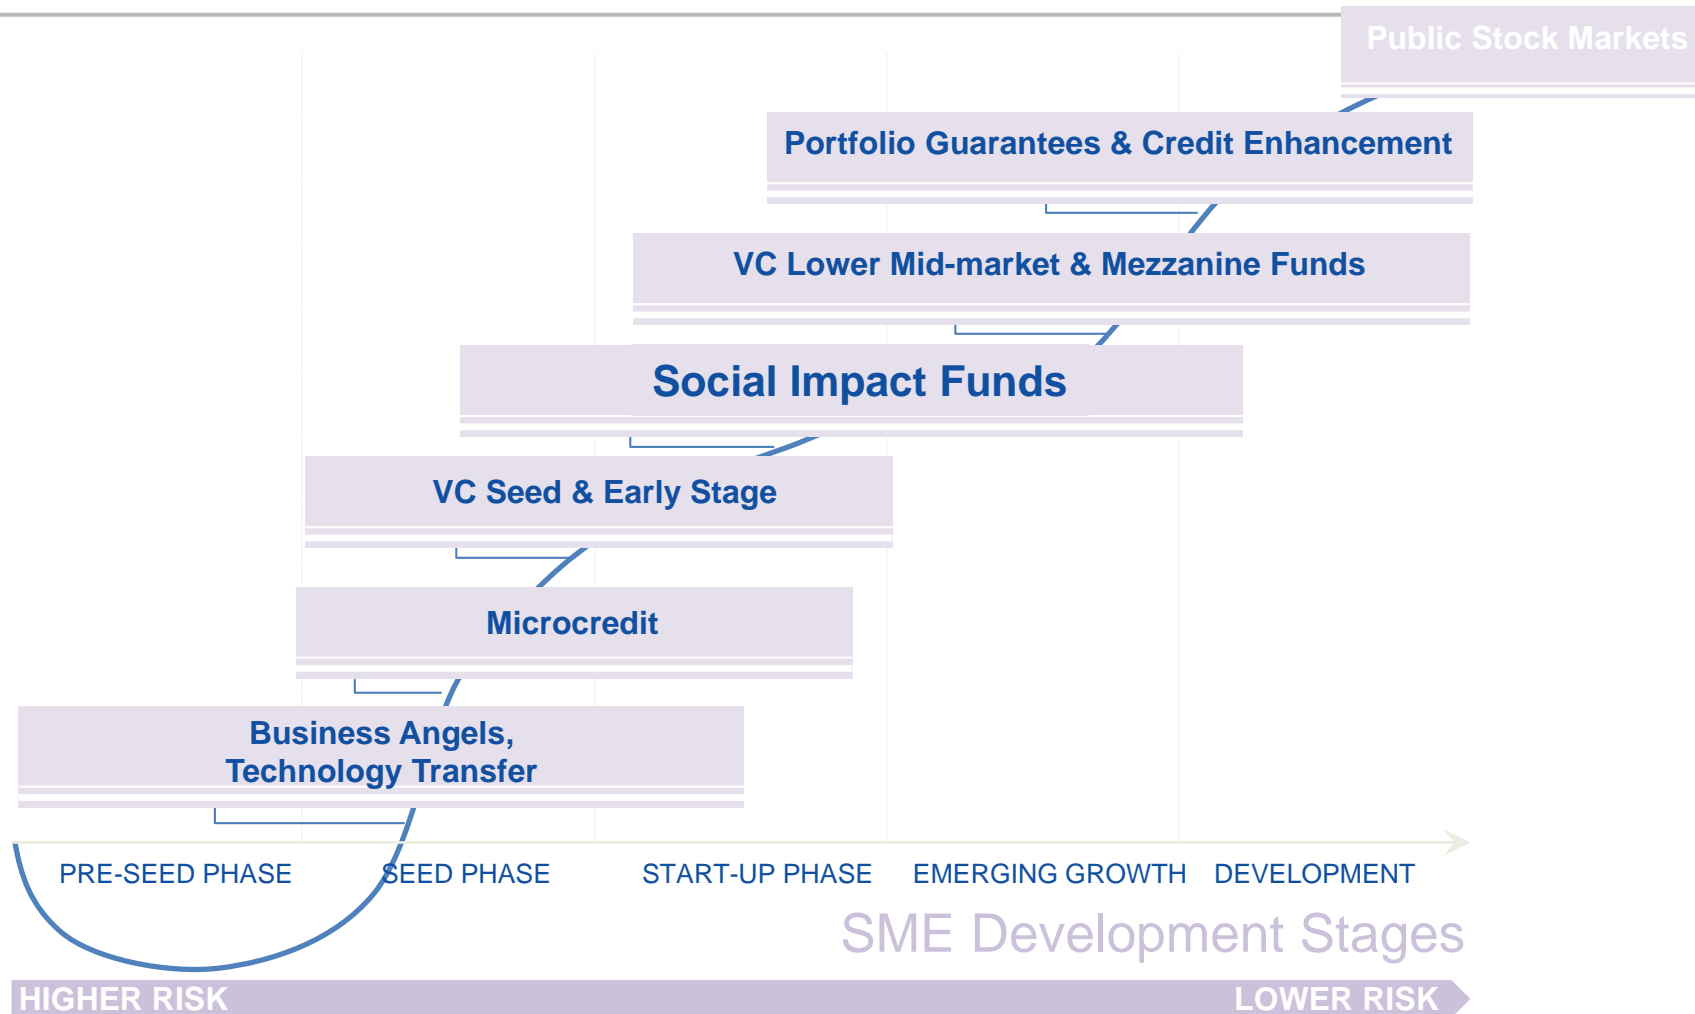 Public Stock Markets
Portfolio Guarantees & Credit Enhancement
VC Lower Mid-market & Mezzanine Funds
Social Impact Funds
VC Seed & Early Stage
Microcredit
Business Angels,
Technology Transfer
PRE-SEED PHASE SEED PHASE START-UP PHASE EMERGING GROWTH DEVELOPMENT
SME Development Stages
HIGHER RISK LOWER RISK